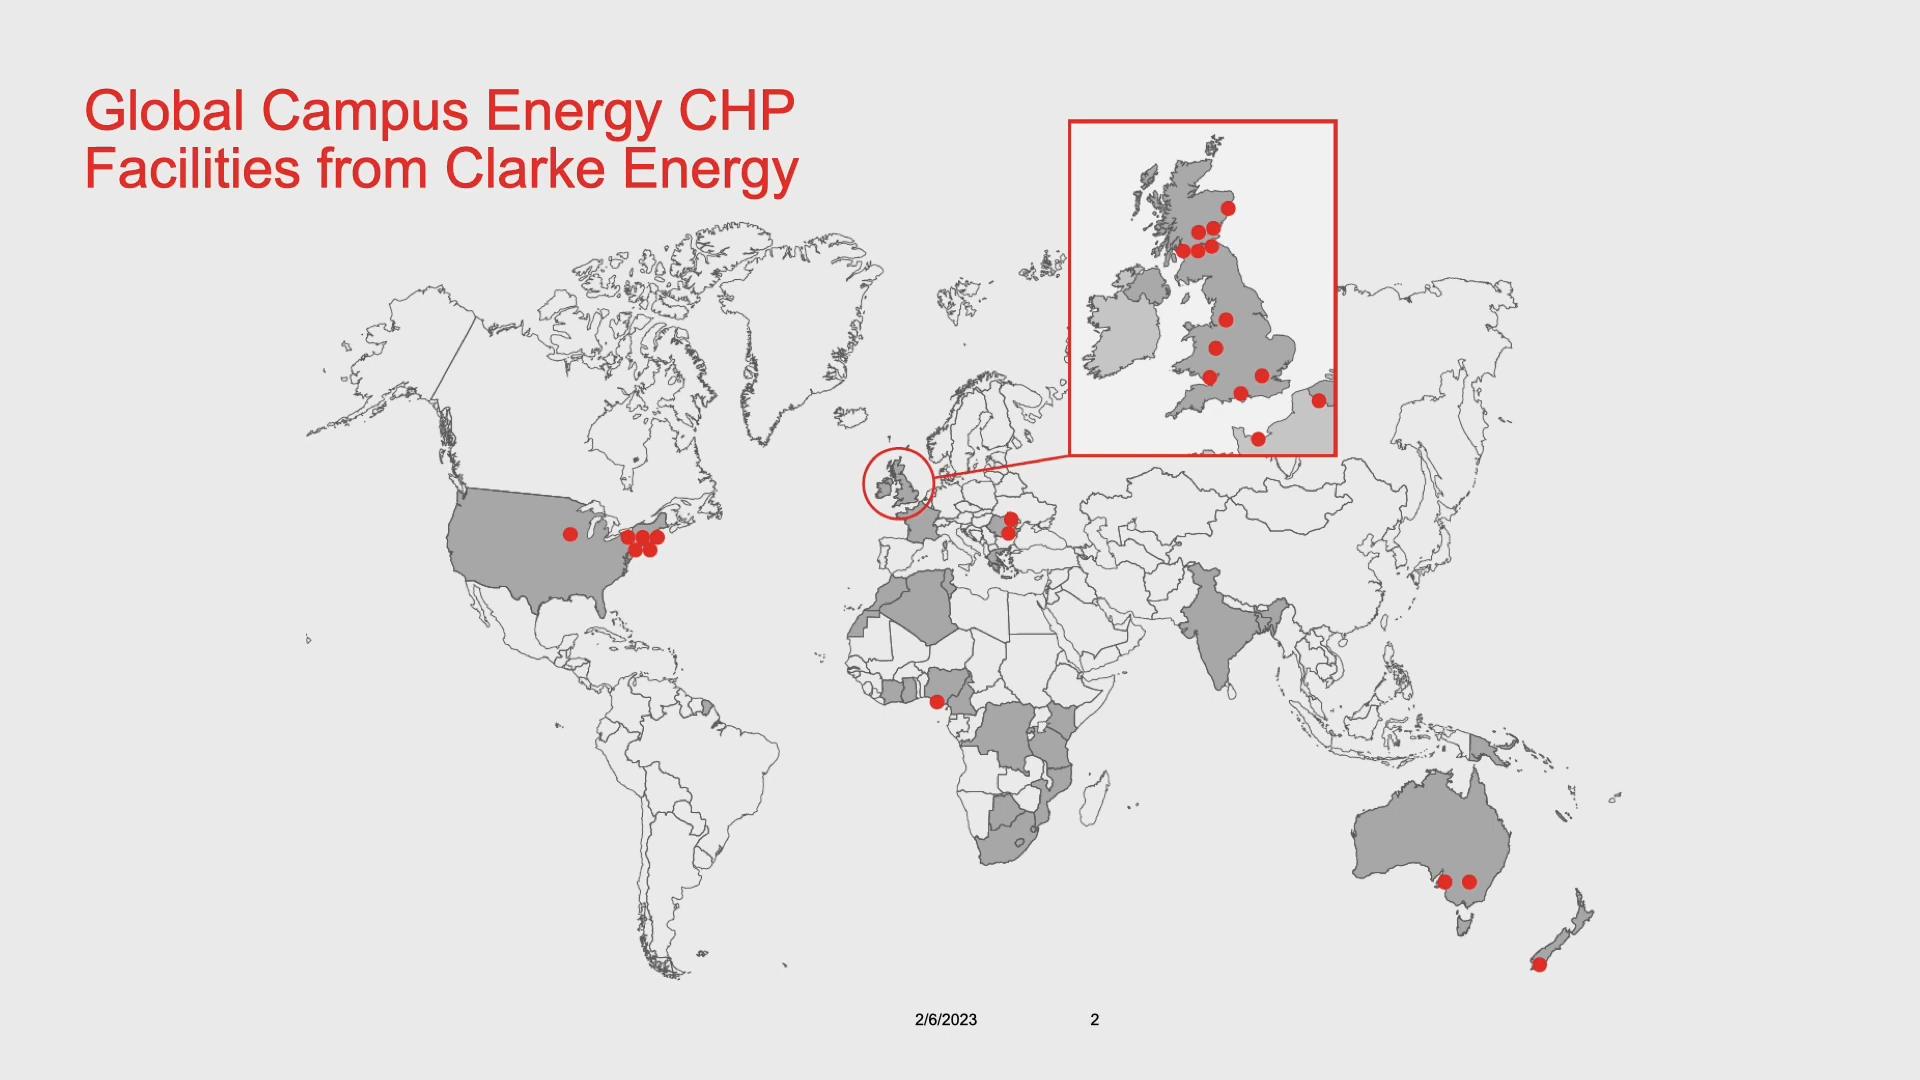 Global Campus Energy CHP
Facilities from Clarke Energy
2/6/2023
2